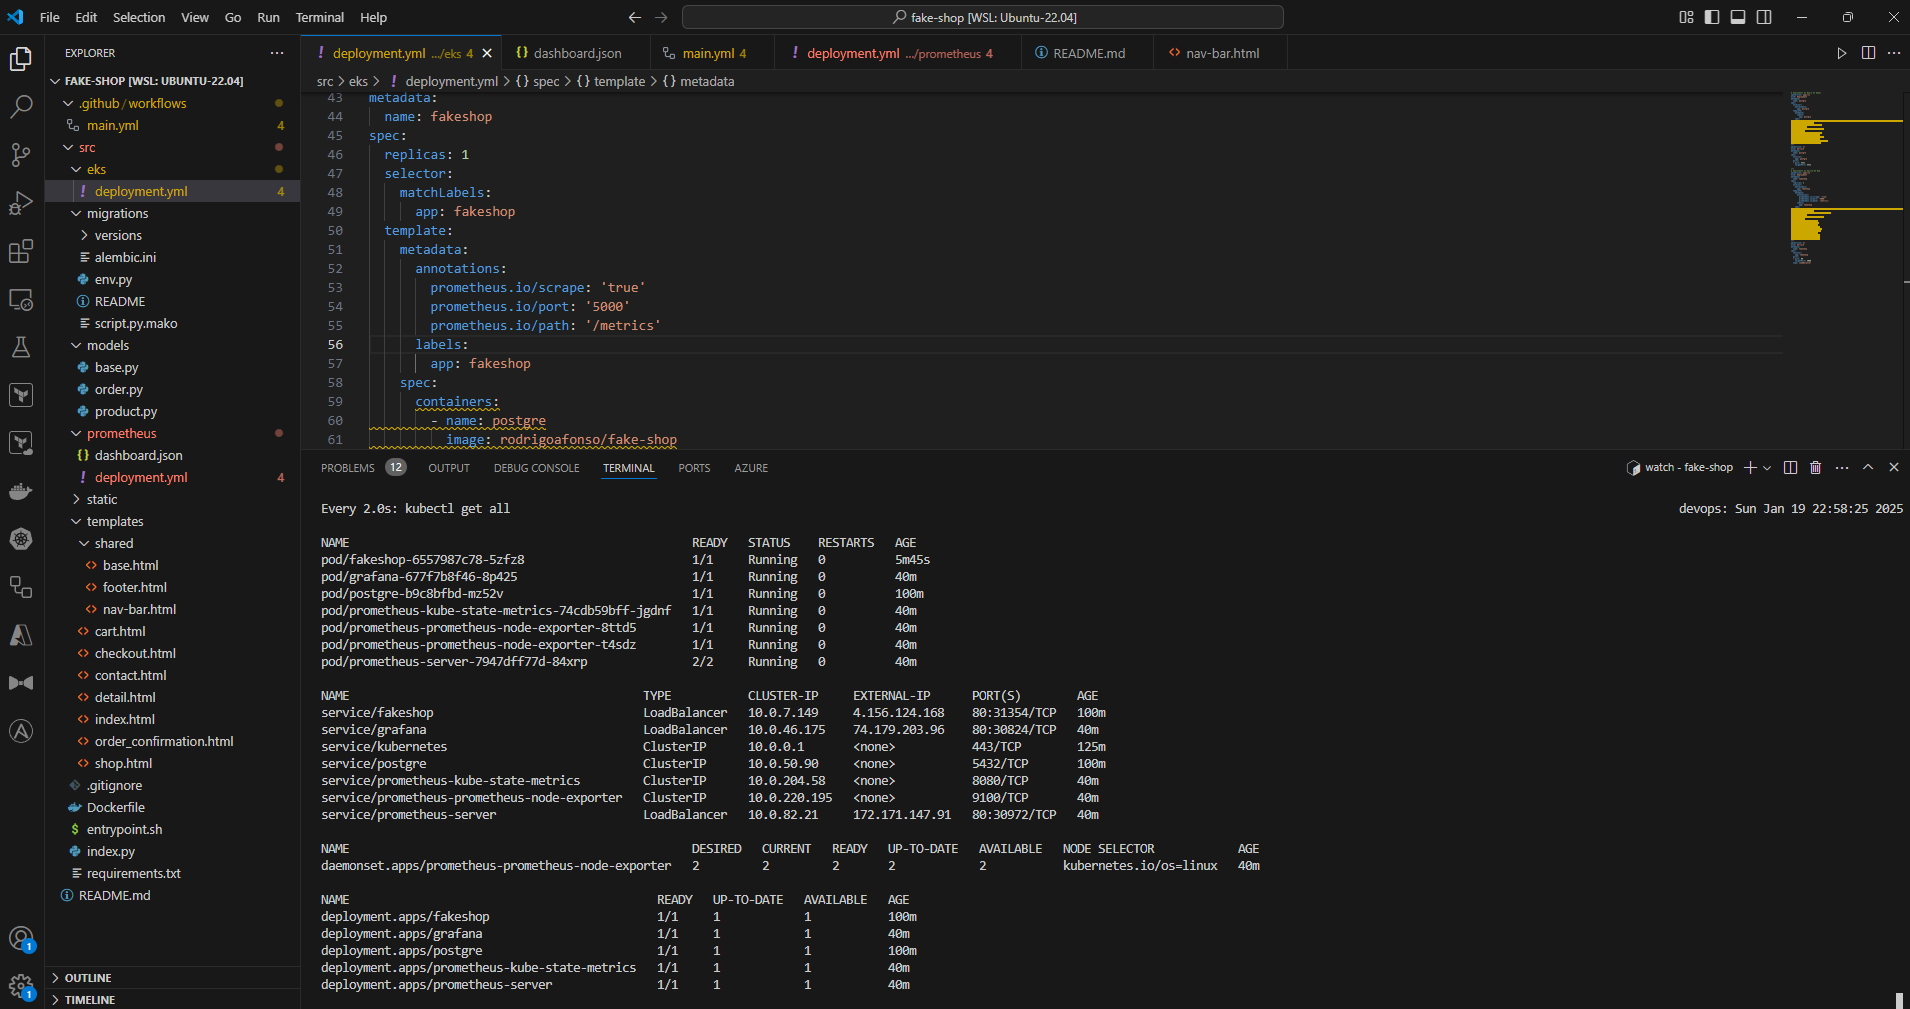 File Edit Selection View Go Run Terminal Help
fake-shop [WSL: Ubuntu-22.04]
EXPLORER
FAKE-SHOP [WSL: UBUNTU-22.04]
.github / workflows
main.yml 4
src
eks
deployment.yml 4
migrations
versions
alembic.ini
env.py
README
script.py.mako
models
base.py
order.py
product.py
prometheus
dashboard.json
deployment.yml 4
static
templates
shared
base.html
footer.html
nav-bar.html
cart.html
checkout.html
contact.html
detail.html
index.html
order_confirmation.html
shop.html
.gitignore
Dockerfile
entrypoint.sh
index.py
requirements.txt
README.md
OUTLINE
TIMELINE
1
1
deployment.yml .../eks 4
dashboard.json
main.yml 4
deployment.yml .../prometheus 4
README.md
nav-bar.html
src > eks > ! deployment.yml > {} spec > {} template > {} metadata
43 metadata:
44 name: fakeshop
45 spec:
46 replicas: 1
47 selector:
48 matchLabels:
49 app: fakeshop
50 template:
51 metadata:
52 annotations:
53 prometheus.io/scrape: 'true'
54 prometheus.io/port: '5000'
55 prometheus.io/path: '/metrics'
56 labels:
57 app: fakeshop
58 spec:
59 containers:
60 - name: postgre
61 image: rodrigoafonso/fake-shop
PROBLEMS 12 OUTPUT DEBUG CONSOLE TERMINAL PORTS AZURE
watch - fake-shop
Every 2.0s: kubectl get all devops: Sun Jan 19 22:58:25 2025
NAME READY STATUS RESTARTS AGE
pod/fakeshop-6557987c78-5zfz8 1/1 Running 0 5m45s
pod/grafana-677f7b8f46-8p425 1/1 Running 0 40m
pod/postgre-b9c8bfbd-mz52v 1/1 Running 0 100m
pod/prometheus-kube-state-metrics-74cdb59bff-jgdnf 1/1 Running 0 40m
pod/prometheus-prometheus-node-exporter-8ttd5 1/1 Running 0 40m
pod/prometheus-prometheus-node-exporter-t4sdz 1/1 Running 0 40m
pod/prometheus-server-7947dff77d-84xrp 2/2 Running 0 40m
NAME TYPE CLUSTER-IP EXTERNAL-IP PORT(S) AGE
service/fakeshop LoadBalancer 10.0.7.149 4.156.124.168 80:31354/TCP 100m
service/grafana LoadBalancer 10.0.46.175 74.179.203.96 80:30824/TCP 40m
service/kubernetes ClusterIP 10.0.0.1 <none> 443/TCP 125m
service/postgre ClusterIP 10.0.50.90 <none> 5432/TCP 100m
service/prometheus-kube-state-metrics ClusterIP 10.0.204.58 <none> 8080/TCP 40m
service/prometheus-prometheus-node-exporter ClusterIP 10.0.220.195 <none> 9100/TCP 40m
service/prometheus-server LoadBalancer 10.0.82.21 172.171.147.91 80:30972/TCP 40m
NAME DESIRED CURRENT READY UP-TO-DATE AVAILABLE NODE SELECTOR AGE
daemonset.apps/prometheus-prometheus-node-exporter 2 2 2 2 2 kubernetes.io/os=linux 40m
NAME READY UP-TO-DATE AVAILABLE AGE
deployment.apps/fakeshop 1/1 1 1 100m
deployment.apps/grafana 1/1 1 1 40m
deployment.apps/postgre 1/1 1 1 100m
deployment.apps/prometheus-kube-state-metrics 1/1 1 1 40m
deployment.apps/prometheus-server 1/1 1 1 40m